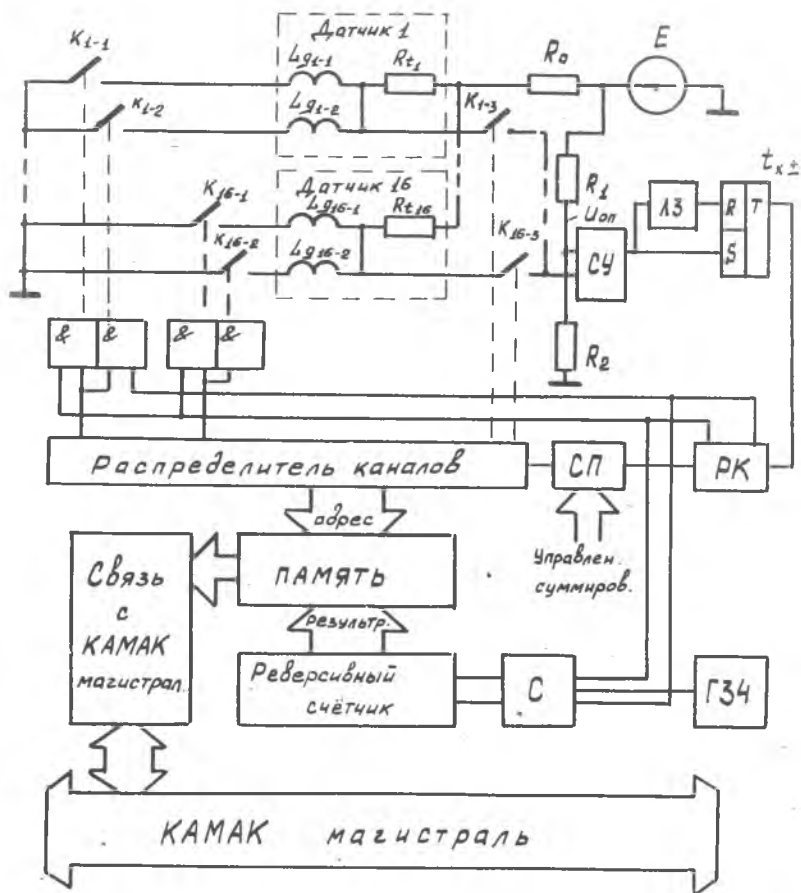 Датчик 1
K1-1
Lg1-1
Rt1
R0
E
K1-2
Lg1-2
K1-3
Датчик 16
K16-1
Lg16-1
Rt16
R1
Uоп
tх ±
K16-2
Lg16-2
K16-3
СУ
ЛЗ
R
T
S
R2
&
&
&
&
Распределитель каналов
СП
РК
адрес
Управлен.
суммиров.
ПАМЯТЬ
Связь
с
КАМАК
магистрал.
Результ.
Реверсивный
счётчик
С
ГЗ4
КАМАК магистраль